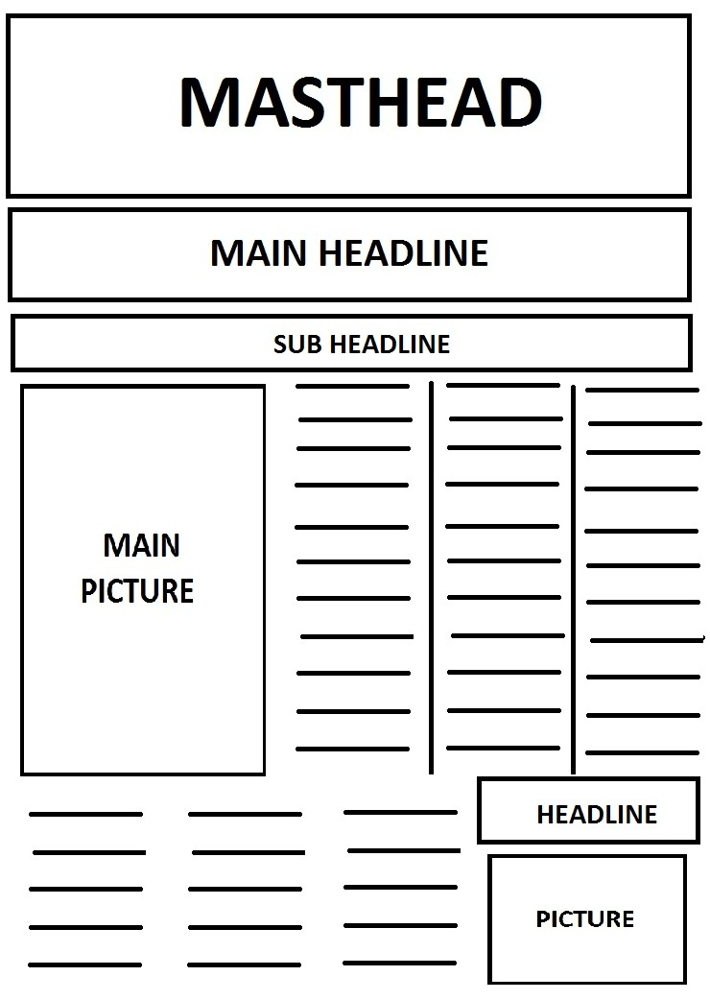 MASTHEAD
MAIN HEADLINE
SUB HEADLINE
MAIN
PICTURE
HEADLINE
PICTURE